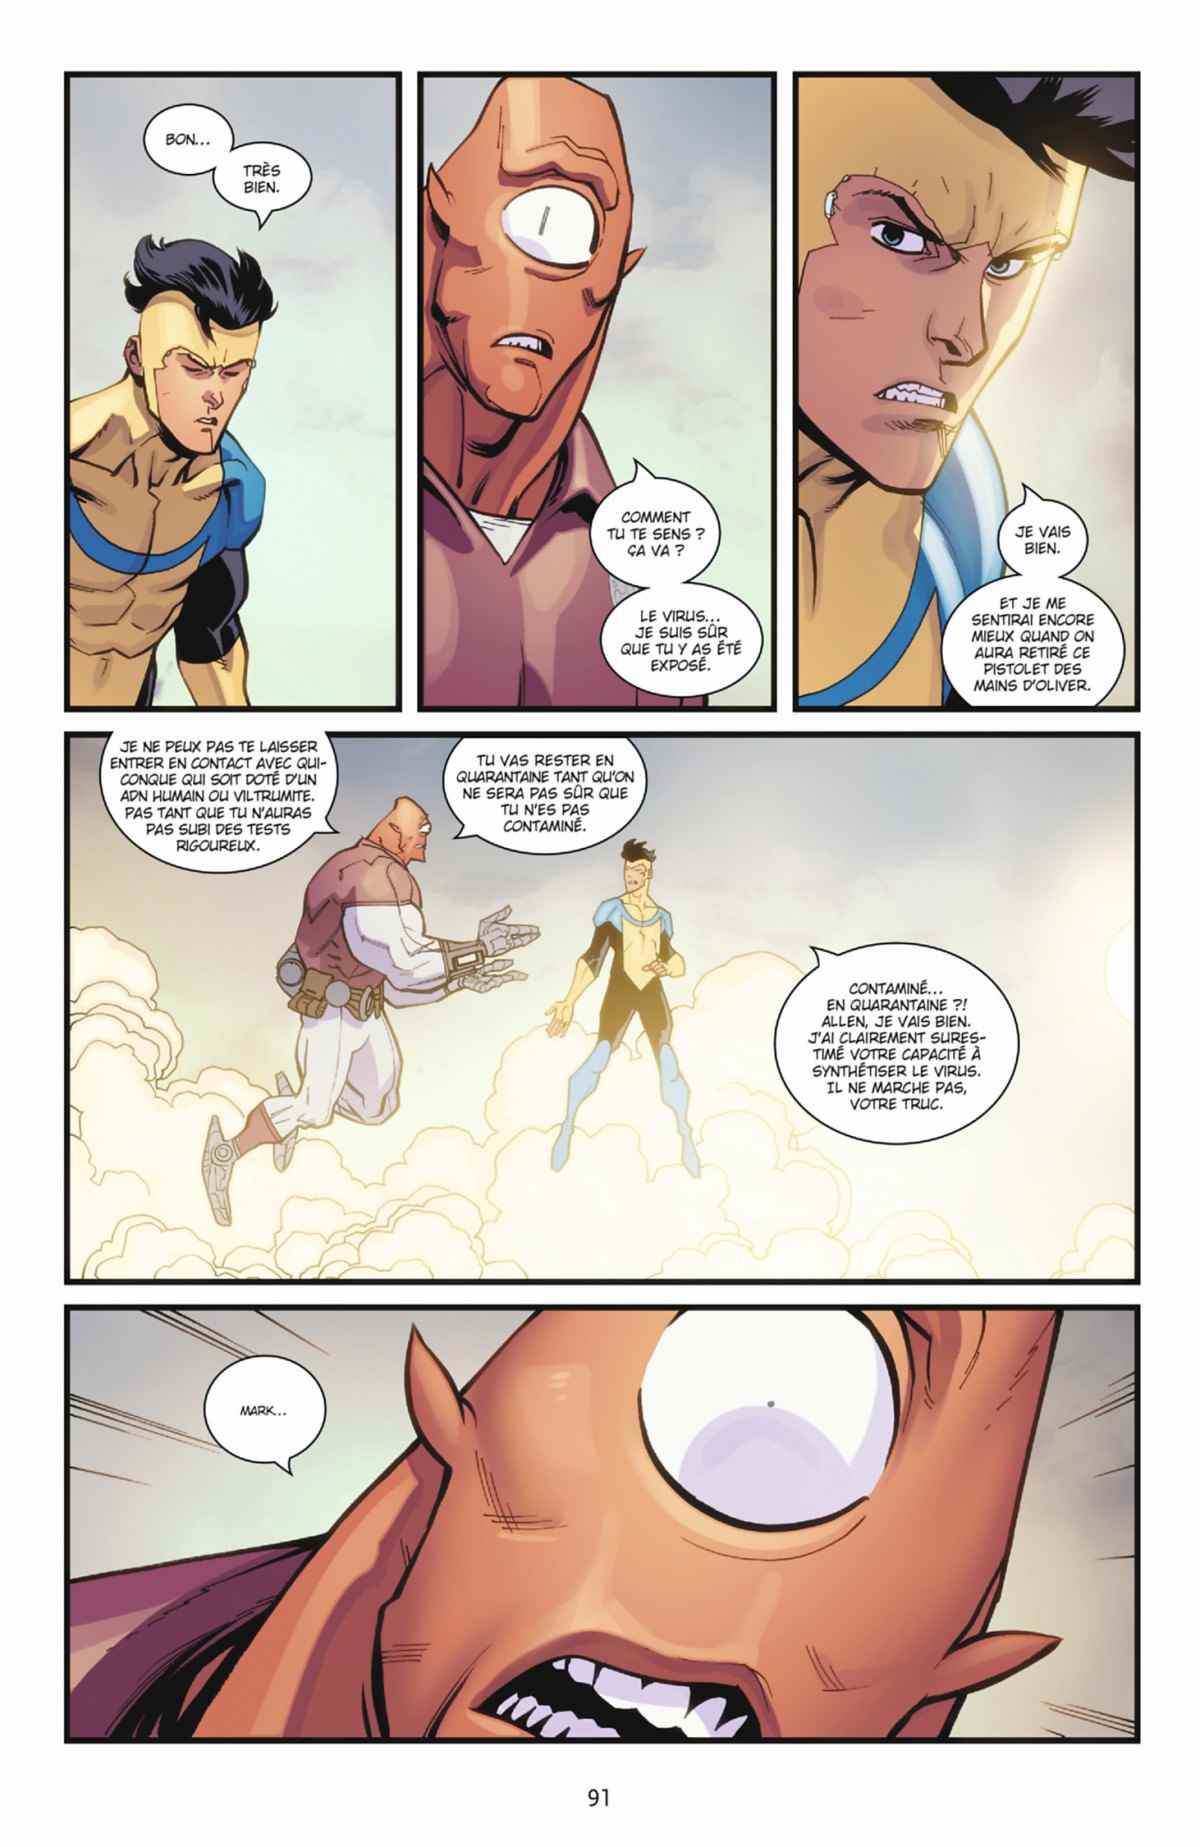 BON...
TRÈS
BIEN.
COMMENT
TU TE SENS ?
ÇA VA ?
LE VIRUS...
JE SUIS SÛR
QUE TU Y AS ÉTÉ
EXPOSÉ.
JE VAIS
BIEN.
ET JE ME
SENTIRAI ENCORE
MIEUX QUAND ON
AURA RETIRÉ CE
PISTOLET DES
MAINS D'OLIVER.
JE NE PEUX PAS TE LAISSER
ENTRER EN CONTACT AVEC QUI-
CONQUE QUI SOIT DOTÉ D'UN
ADN HUMAIN OU VILTRUMITE.
PAS TANT QUE TU N'AURAS
PAS SUBI DES TESTS
RIGOUREUX.
TU VAS RESTER EN
QUARANTAINE TANT QU'ON
NE SERA PAS SÛR QUE
TU N'ES PAS
CONTAMINÉ.
CONTAMINÉ...
EN QUARANTAINE ?!
ALLEN, JE VAIS BIEN.
J'AI CLAIREMENT SURES-
TIMÉ VOTRE CAPACITÉ À
SYNTHÉTISER LE VIRUS.
IL NE MARCHE PAS,
VOTRE TRUC.
MARK...
91